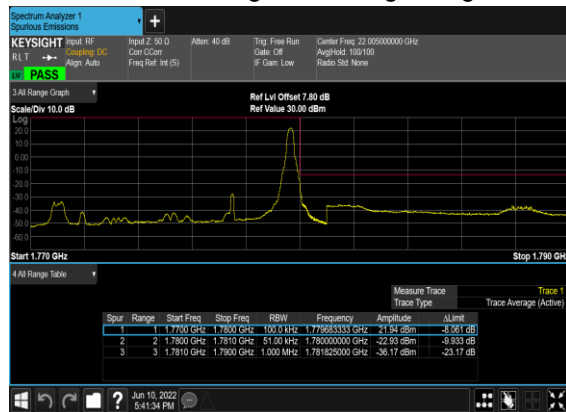 Spectrum Analyzer 1
Spurious Emissions
+
KEYSIGHT Input: RF Input Z: 50 Ω Atten: 40 dB Trig: Free Run Center Freq: 22.005000000 GHz
RLT Coupling: DC Corr CCorr Gate: Off Avg|Hold: 100/100
Align: Auto Freq Ref: Int (S) IF Gain: Low Radio Std: None
PASS
3 All Range Graph
Ref Lvl Offset 7.80 dB
Scale/Div 10.0 dB Ref Value 30.00 dBm
Log
20.0
10.0
0.00
-10.0
-20.0
-30.0
-40.0
-50.0
-60.0
Start 1.770 GHz Stop 1.790 GH
4 All Range Table
Measure Trace Trace 1
Trace Type Trace Average (Active)
Spur Range Start Freq Stop Freq RBW Frequency Amplitude ΔLimit
1 1 1.7700 GHz 1.7800 GHz 100.0 kHz 1.779683333 GHz 21.94 dBm -8.061 dB
2 2 1.7800 GHz 1.7810 GHz 51.00 kHz 1.780000000 GHz -22.93 dBm -9.933 dB
3 3 1.7810 GHz 1.7900 GHz 1.000 MHz 1.781825000 GHz -36.17 dBm -23.17 dB
? Jun 10, 2022
5:41:34 PM